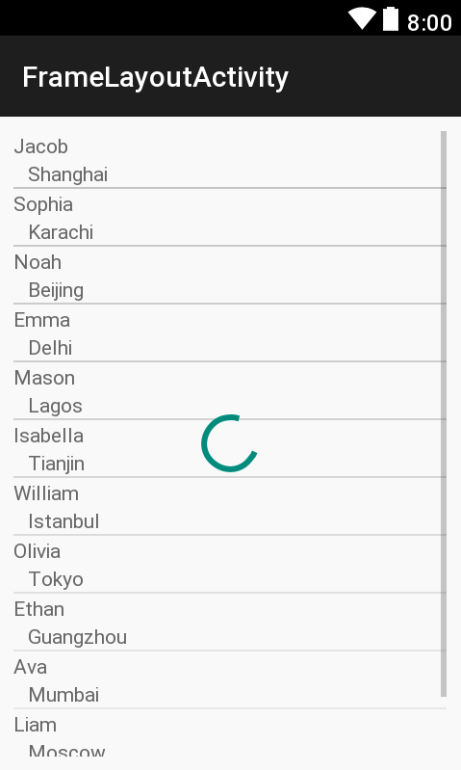 8:00
FrameLayoutActivity
Jacob
Shanghai
Sophia
Karachi
Noah
Beijing
Emma
Delhi
Mason
Lagos
Isabella
Tianjin
William
Istanbul
Olivia
Tokyo
Ethan
Guangzhou
Ava
Mumbai
Liam
Moscow